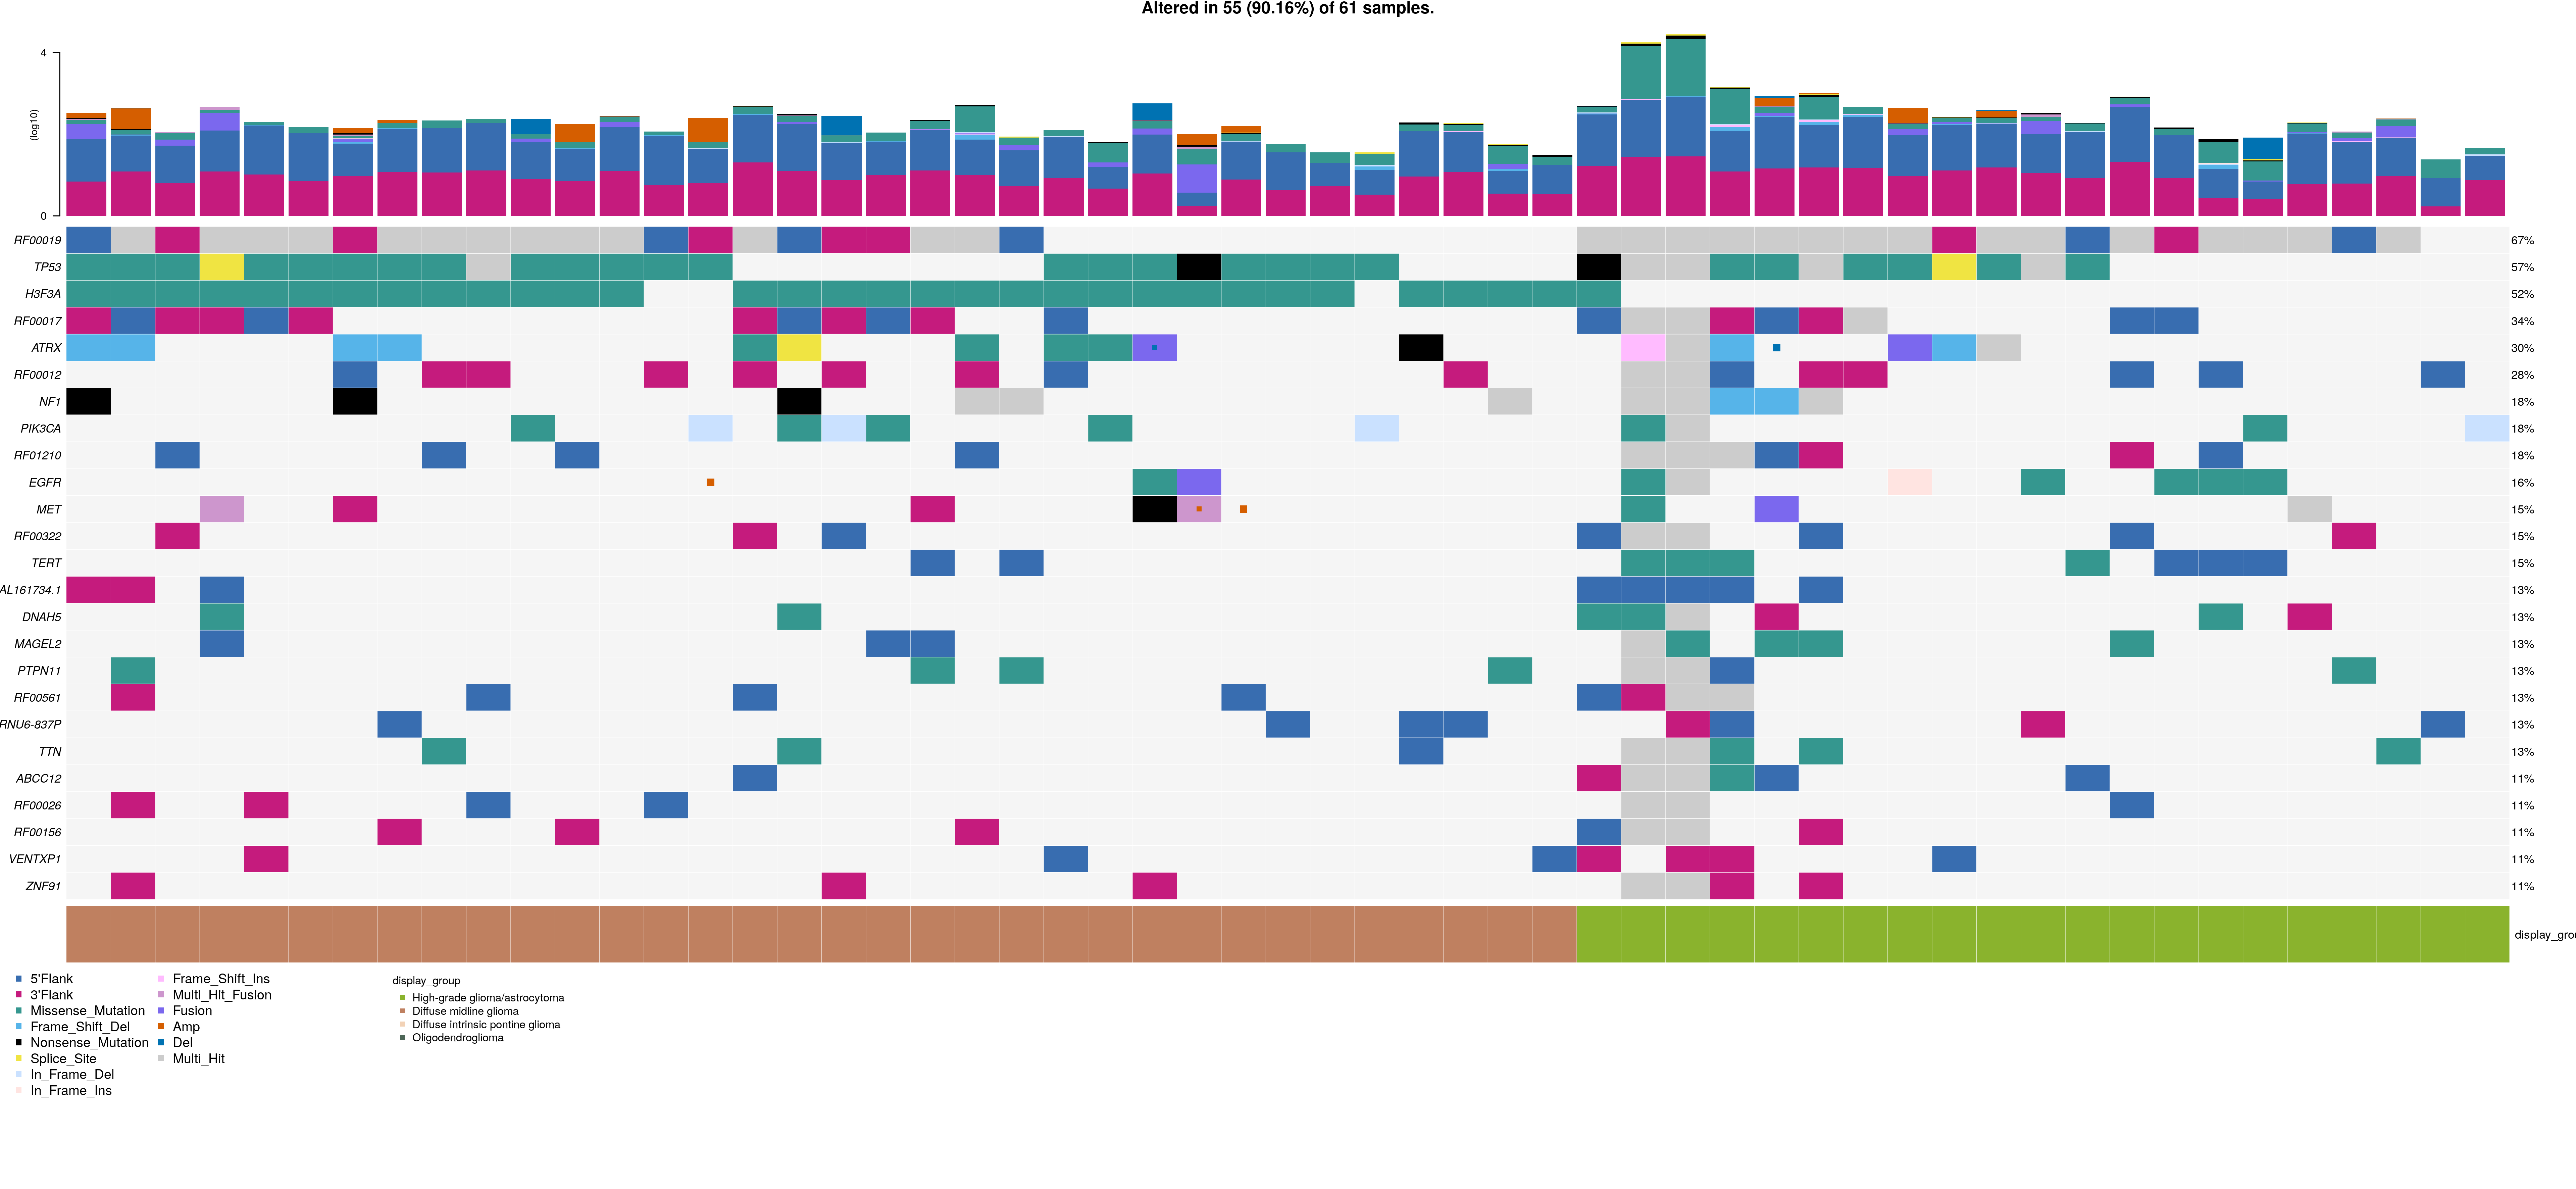 Altered in 55 (90.16%) of 61 samples.
4
(log10)
0
RF00019 67%
TP53 57%
H3F3A 52%
RF00017 34%
ATRX 30%
RF00012 28%
NF1 18%
PIK3CA 18%
RF01210 18%
EGFR 16%
MET 15%
RF00322 15%
TERT 15%
AL161734.1 13%
DNAH5 13%
MAGEL2 13%
PTPN11 13%
RF00561 13%
RNU6-837P 13%
TTN 13%
ABCC12 11%
RF00026 11%
RF00156 11%
VENTXP1 11%
ZNF91 11%
display_grou
5'Flank
3'Flank
Missense_Mutation
Frame_Shift_Del
Nonsense_Mutation
Splice_Site
In_Frame_Del
In_Frame_Ins
Frame_Shift_Ins
Multi_Hit_Fusion
Fusion
Amp
Del
Multi_Hit
display_group
High-grade glioma/astrocytoma
Diffuse midline glioma
Diffuse intrinsic pontine glioma
Oligodendroglioma